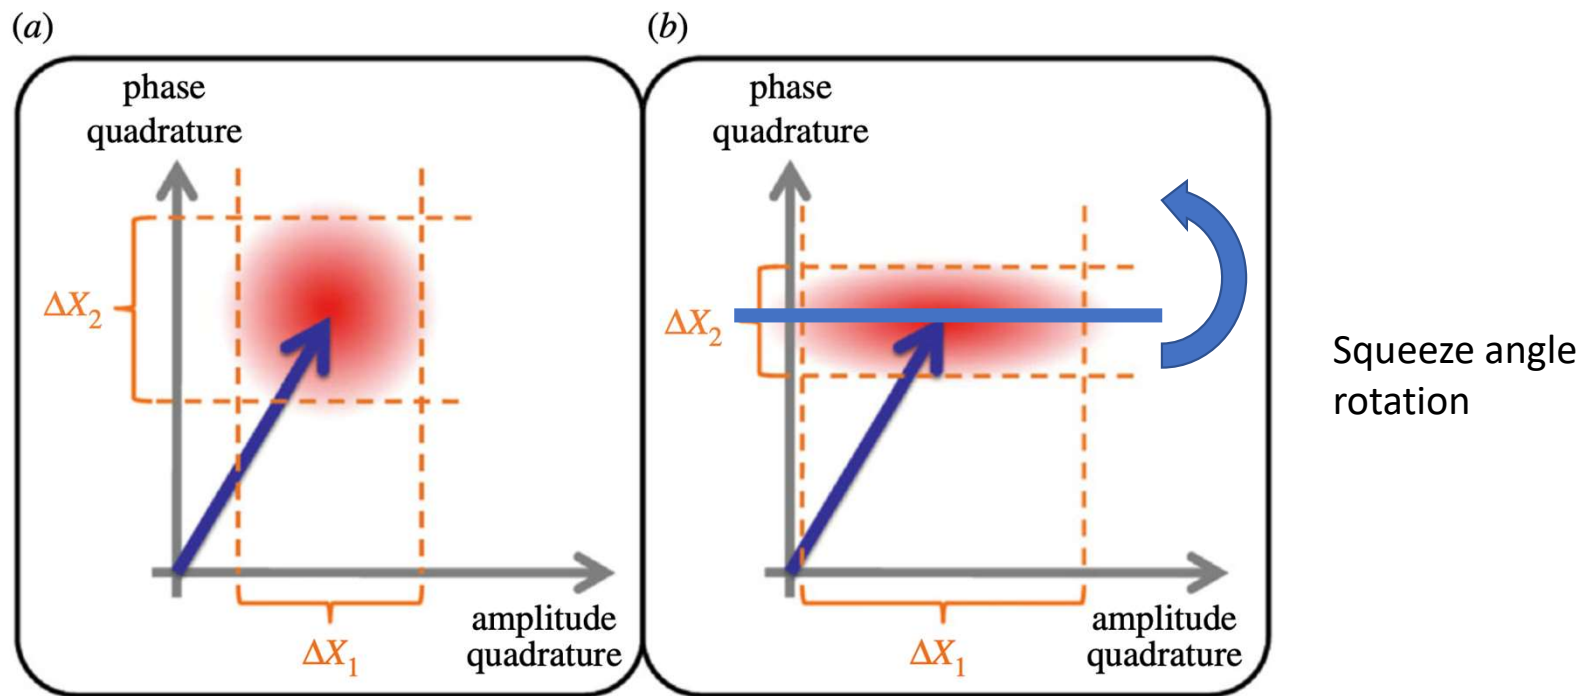 (a)
phase
quadrature
ΔX₂
amplitude
quadrature
ΔX₁
(b)
phase
quadrature
ΔX₂
amplitude
quadrature
ΔX₁
Squeeze angle
rotation